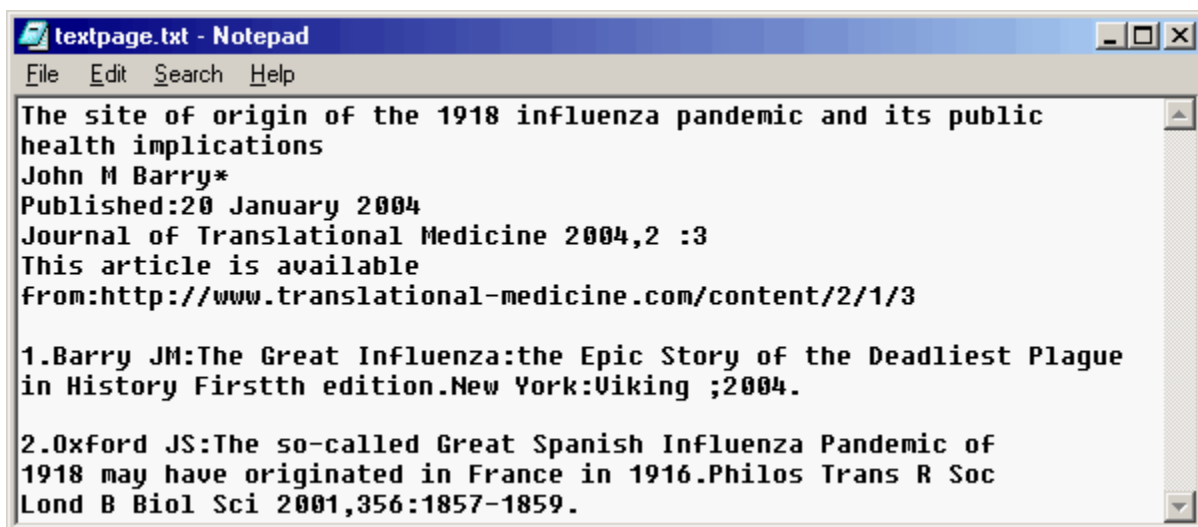 textpage.txt - Notepad
File Edit Search Help
The site of origin of the 1918 influenza pandemic and its public
health implications
John M Barry*
Published:20 January 2004
Journal of Translational Medicine 2004,2 :3
This article is available
from:http://www.translational-medicine.com/content/2/1/3

1.Barry JM:The Great Influenza:the Epic Story of the Deadliest Plague
in History Firstth edition.New York:Viking ;2004.

2.Oxford JS:The so-called Great Spanish Influenza Pandemic of
1918 may have originated in France in 1916.Philos Trans R Soc
Lond B Biol Sci 2001,356:1857-1859.